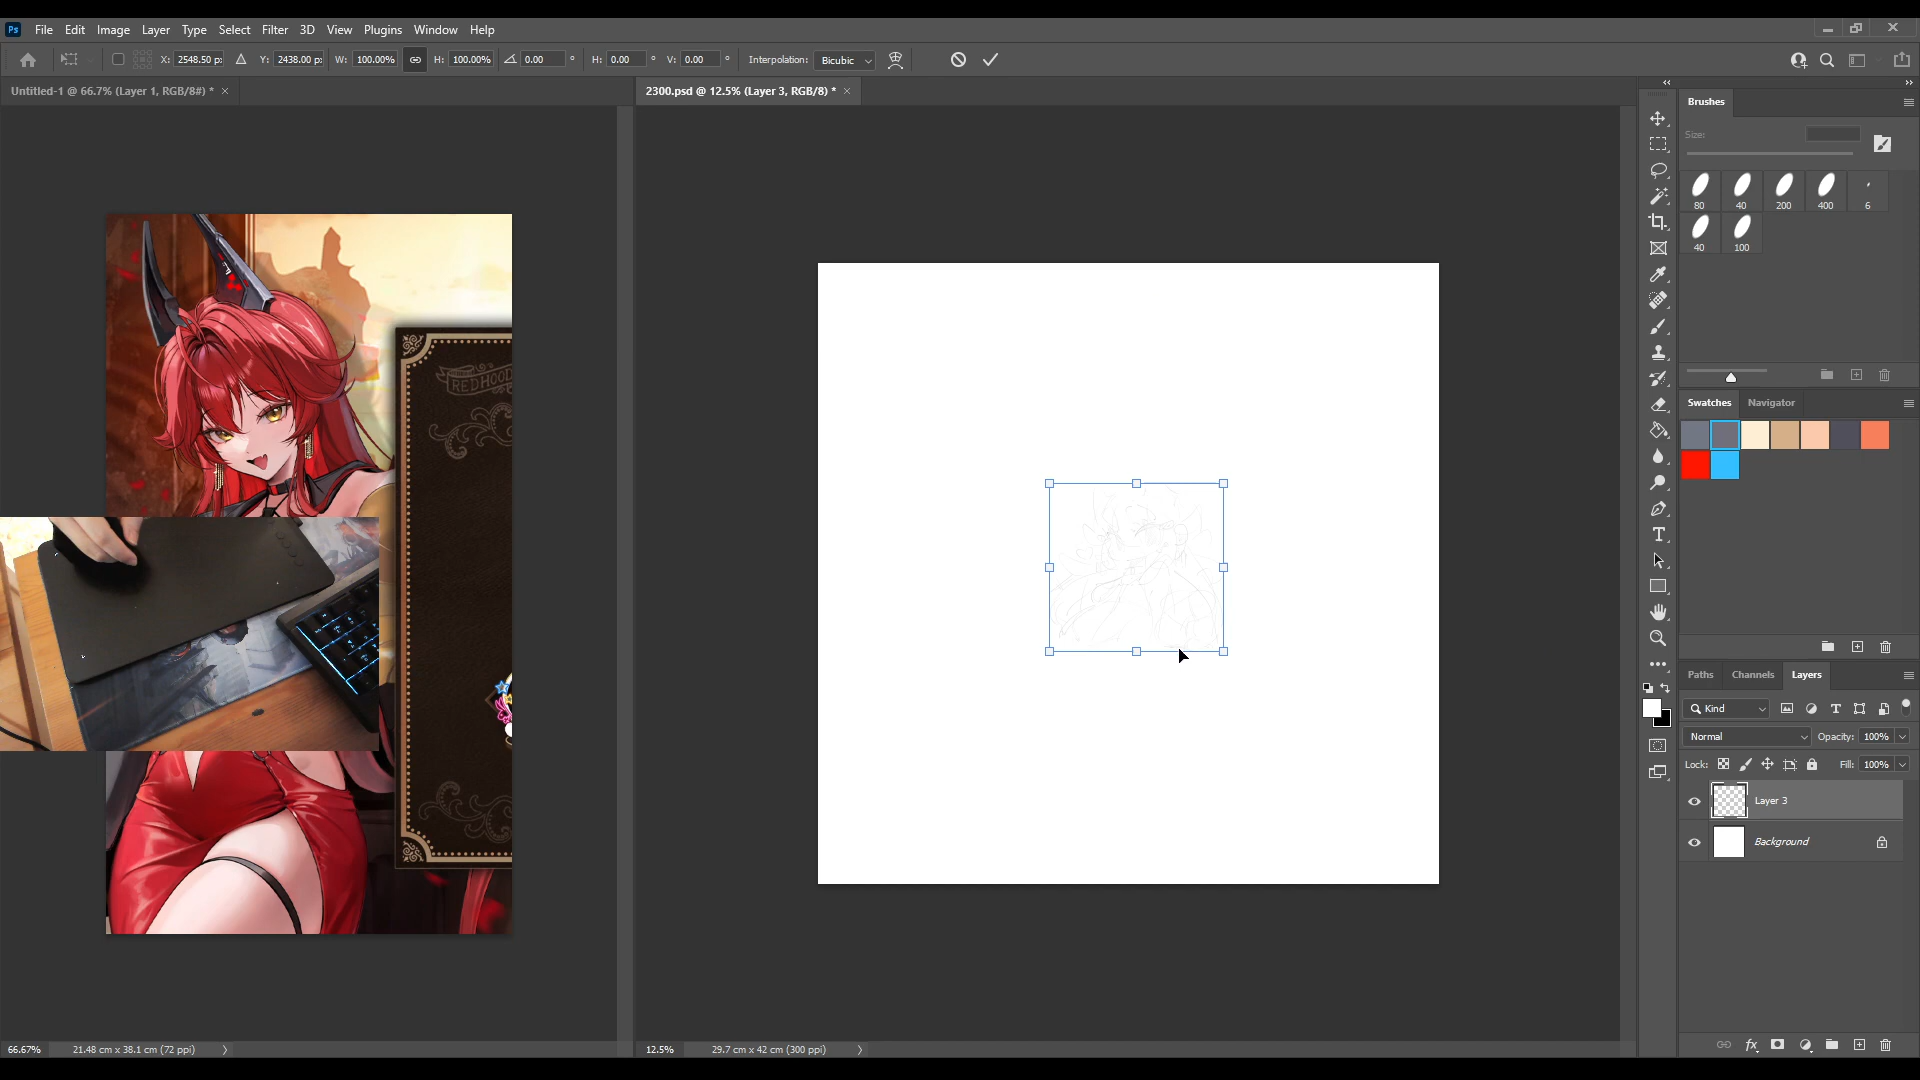 Ps File Edit Image Layer Type Select Filter 3D View Plugins Window Help
X: 2548.50 p: Y: 2438.00 p: W: 100.00% H: 100.00% 0.00 ° H: 0.00 ° V: 0.00 ° Interpolation: Bicubic
Untitled-1 @ 66.7% (Layer 1, RGB/8#) * ×
2300.psd @ 12.5% (Layer 3, RGB/8) * ×
Brushes
Size:
80 40 200 400 6
40 100
Swatches Navigator
REDHOOD
Paths Channels Layers
Kind
Normal Opacity: 100%
Lock: Fill: 100%
Layer 3
Background
66.67% 21.48 cm x 38.1 cm (72 ppi)
12.5% 29.7 cm x 42 cm (300 ppi)